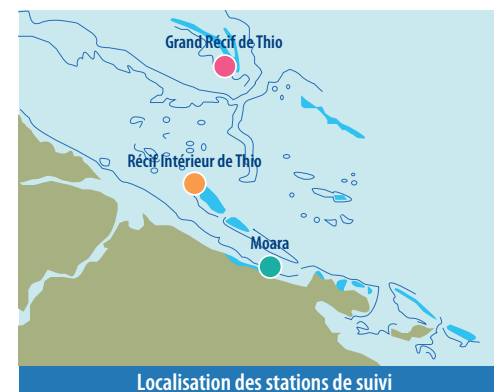 Grand Récif de Thio
Récif Intérieur de Thio
Moara
Localisation des stations de suivi